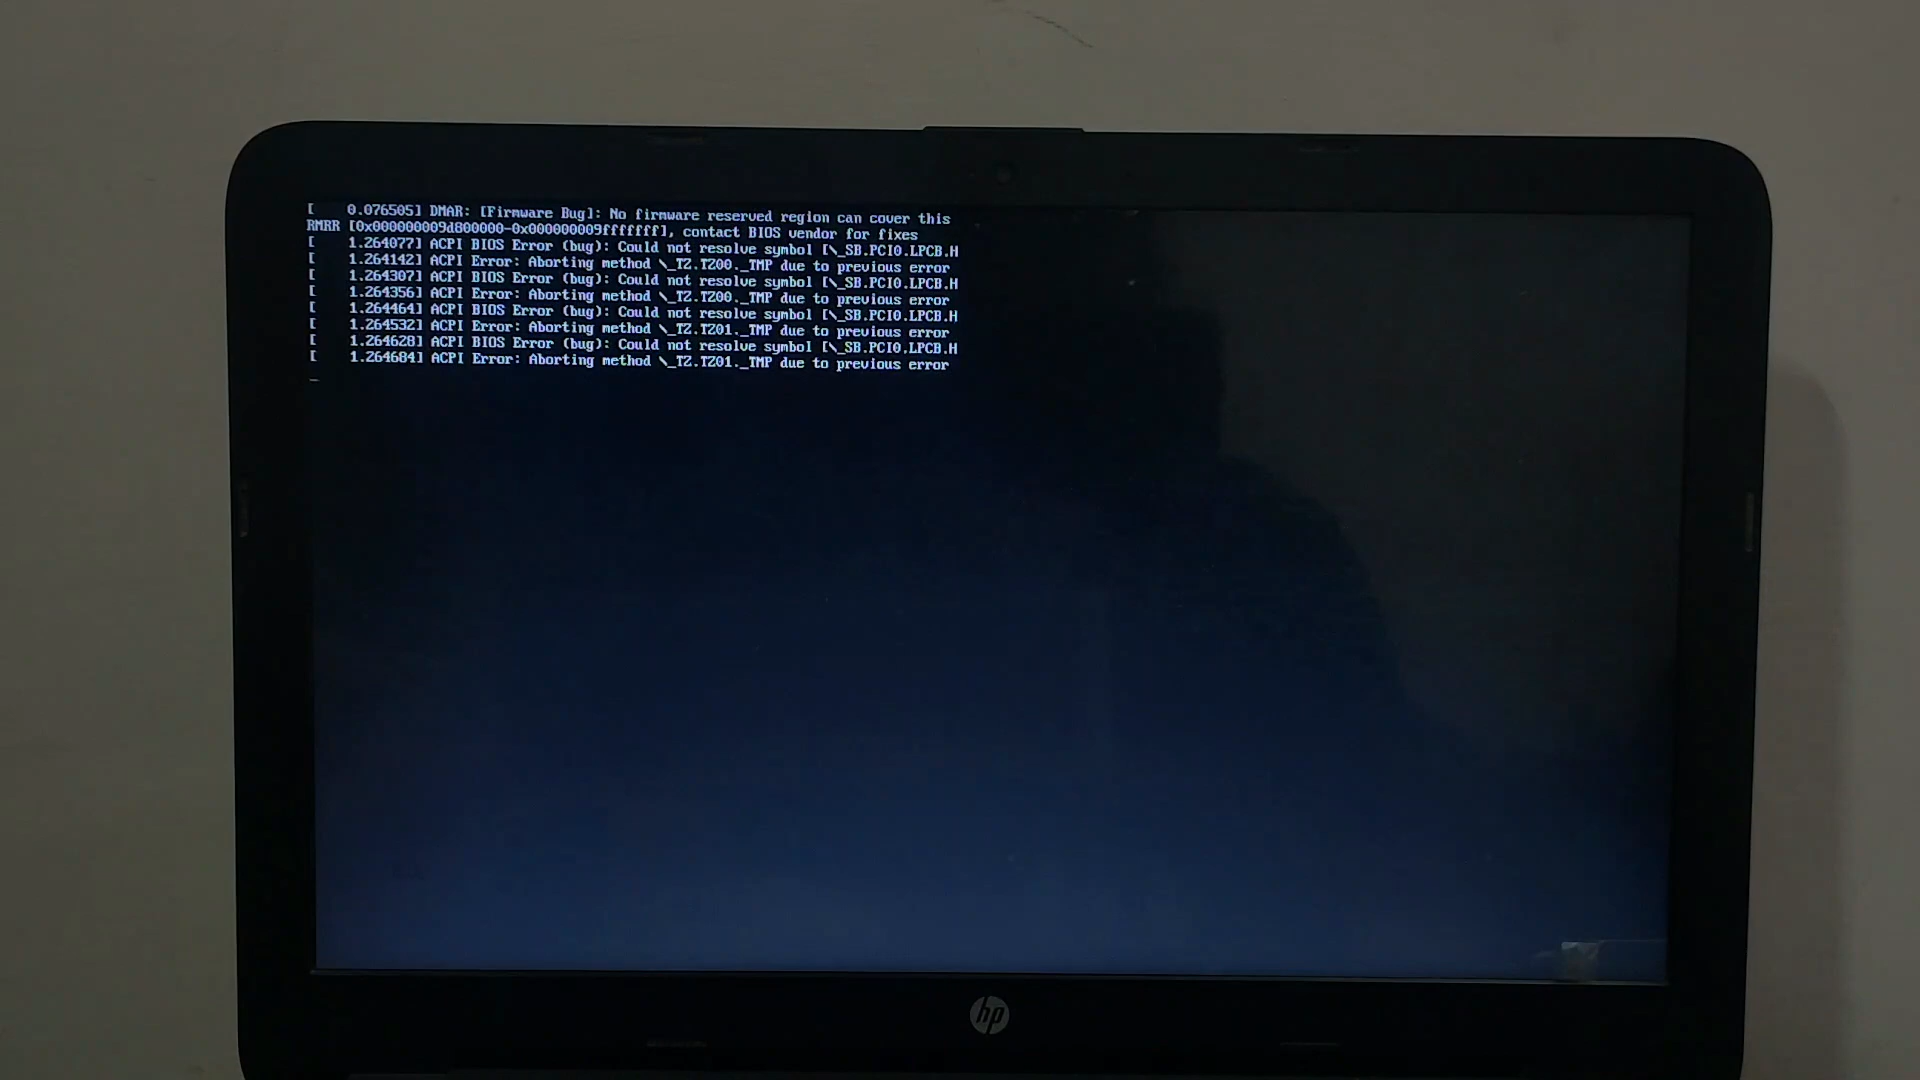 [    0.076505] DMAR: [Firmware Bug]: No firmware reserved region can cover this
RMRR [0x000000009d800000-0x000000009fffffff], contact BIOS vendor for fixes
[    1.264077] ACPI BIOS Error (bug): Could not resolve symbol [\_SB.PCI0.LPCB.H
[    1.264142] ACPI Error: Aborting method \_TZ.TZ00._TMP due to previous error
[    1.264307] ACPI BIOS Error (bug): Could not resolve symbol [\_SB.PCI0.LPCB.H
[    1.264356] ACPI Error: Aborting method \_TZ.TZ00._TMP due to previous error
[    1.264464] ACPI BIOS Error (bug): Could not resolve symbol [\_SB.PCI0.LPCB.H
[    1.264532] ACPI Error: Aborting method \_TZ.TZ01._TMP due to previous error
[    1.264628] ACPI BIOS Error (bug): Could not resolve symbol [\_SB.PCI0.LPCB.H
[    1.264684] ACPI Error: Aborting method \_TZ.TZ01._TMP due to previous error
_
hp